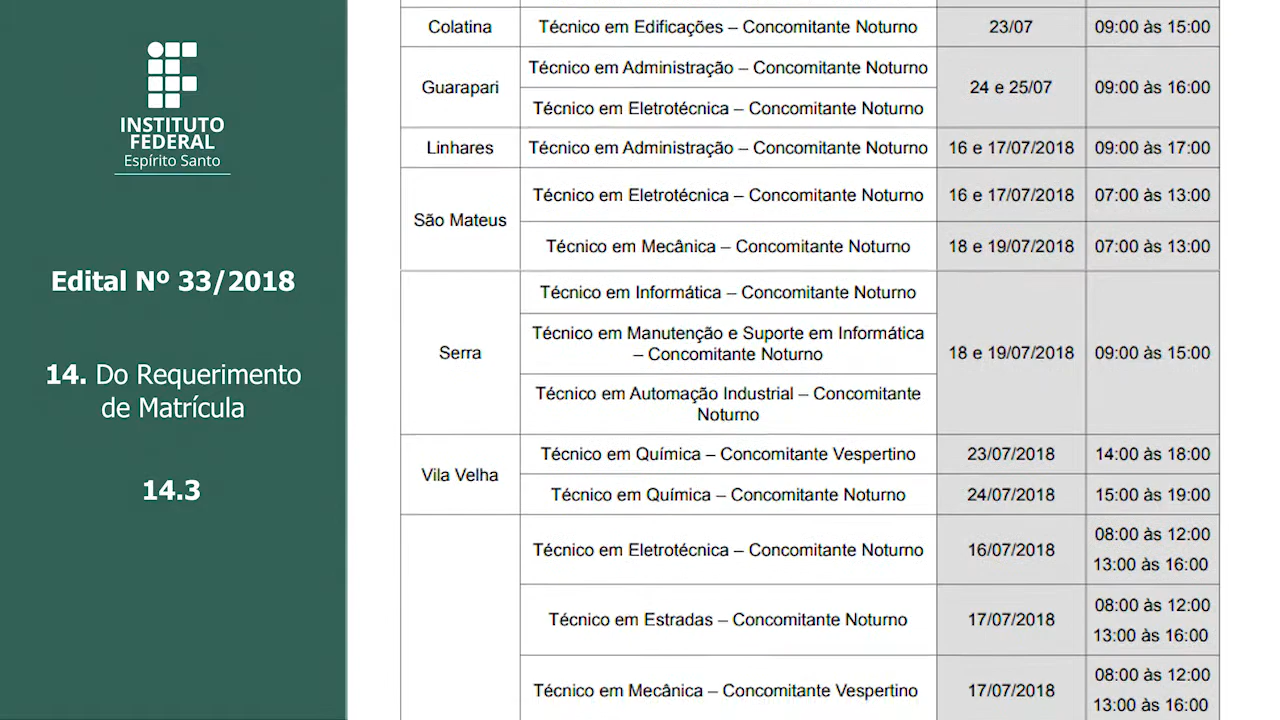 INSTITUTO
FEDERAL
Espírito Santo
Edital Nº 33/2018
14. Do Requerimento
de Matrícula
14.3
Colatina
Técnico em Edificações – Concomitante Noturno
23/07
09:00 às 15:00
Guarapari
Técnico em Administração – Concomitante Noturno
Técnico em Eletrotécnica – Concomitante Noturno
24 e 25/07
09:00 às 16:00
Linhares
Técnico em Administração – Concomitante Noturno
16 e 17/07/2018
09:00 às 17:00
São Mateus
Técnico em Eletrotécnica – Concomitante Noturno
16 e 17/07/2018
07:00 às 13:00
Técnico em Mecânica – Concomitante Noturno
18 e 19/07/2018
07:00 às 13:00
Serra
Técnico em Informática – Concomitante Noturno
Técnico em Manutenção e Suporte em Informática
– Concomitante Noturno
Técnico em Automação Industrial – Concomitante
Noturno
18 e 19/07/2018
09:00 às 15:00
Vila Velha
Técnico em Química – Concomitante Vespertino
23/07/2018
14:00 às 18:00
Técnico em Química – Concomitante Noturno
24/07/2018
15:00 às 19:00
Técnico em Eletrotécnica – Concomitante Noturno
16/07/2018
08:00 às 12:00
13:00 às 16:00
Técnico em Estradas – Concomitante Noturno
17/07/2018
08:00 às 12:00
13:00 às 16:00
Técnico em Mecânica – Concomitante Vespertino
17/07/2018
08:00 às 12:00
13:00 às 16:00